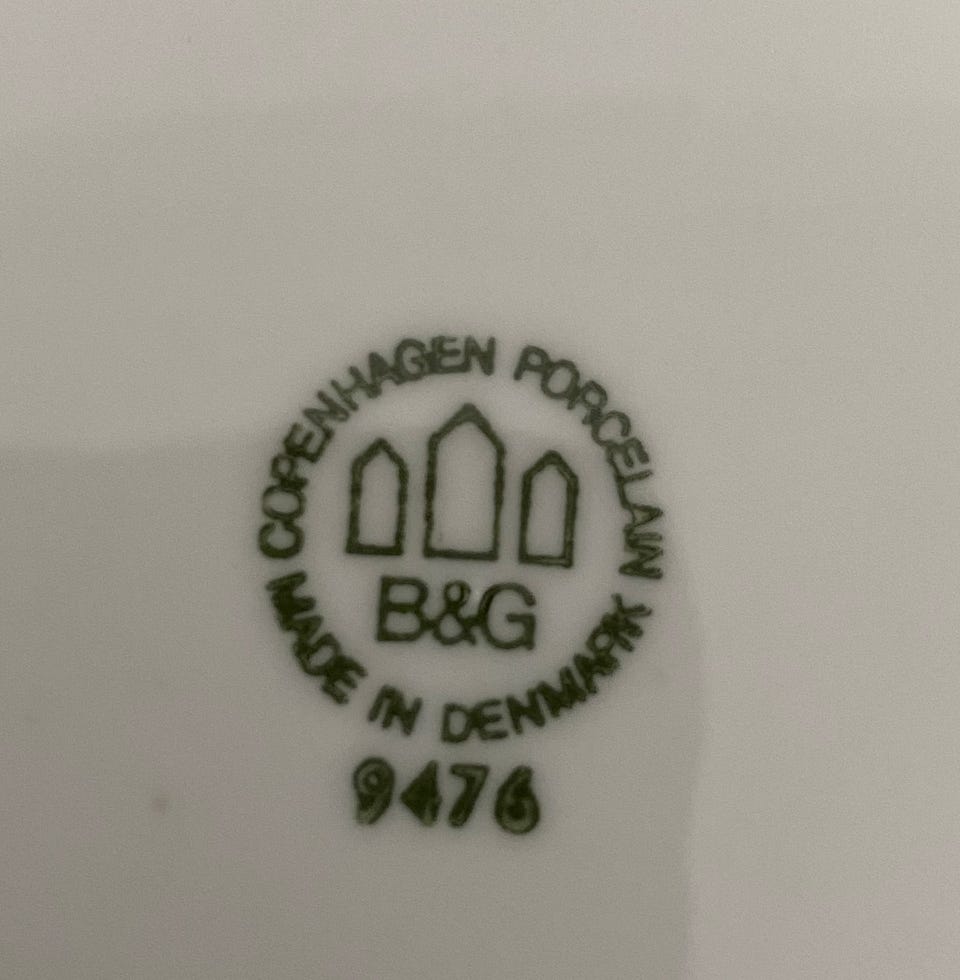 COPENHAGEN PORCELAIN
B&G
MADE IN DENMARK
9476